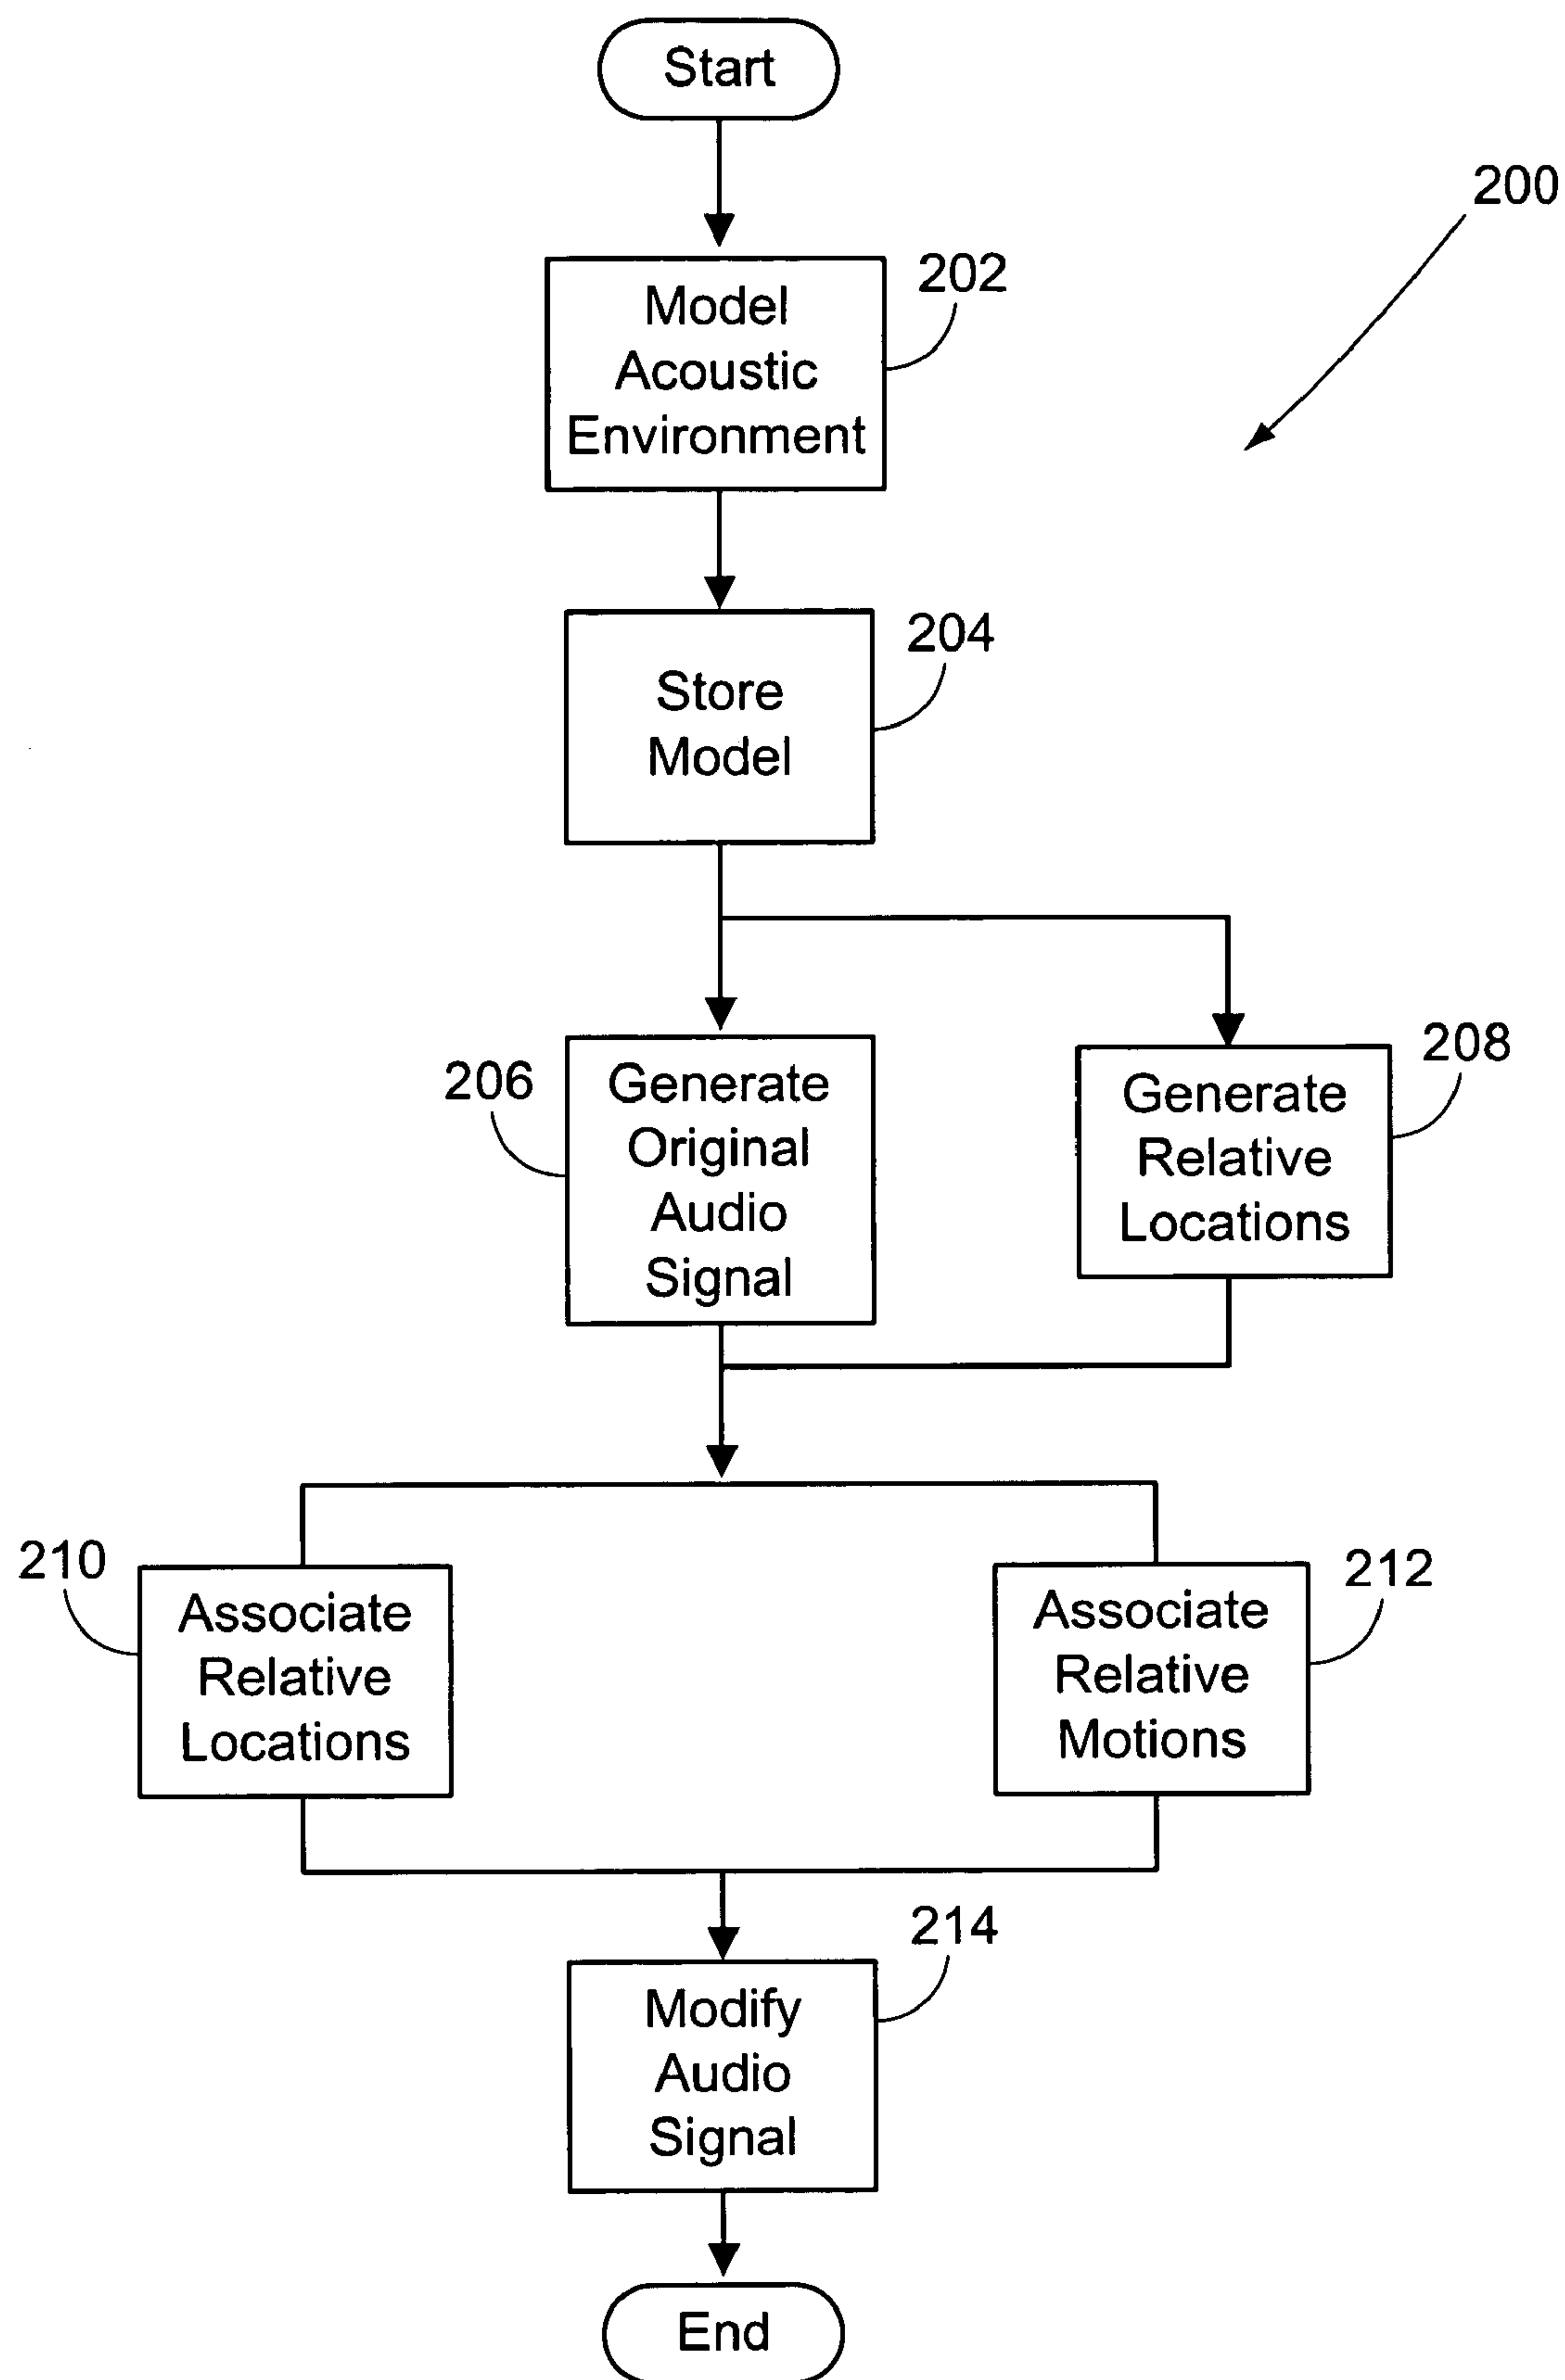 Start
200
Model
Acoustic
Environment
202
Store
Model
204
206
Generate
Original
Audio
Signal
Generate
Relative
Locations
208
210
Associate
Relative
Locations
Associate
Relative
Motions
212
Modify
Audio
Signal
214
End